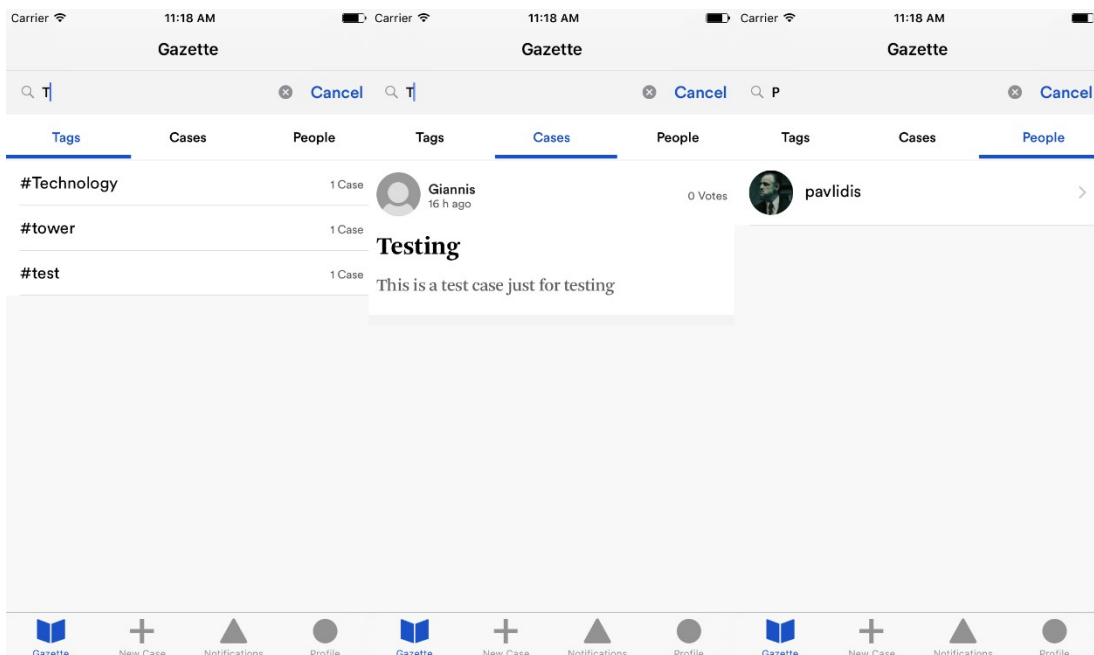 Carrier 11:18 AM
Gazette
T Cancel
Tags Cases People
#Technology 1 Case
#tower 1 Case
#test 1 Case
Gazette New Case Notifications Profile
Carrier 11:18 AM
Gazette
T Cancel
Tags Cases People
Giannis
16 h ago
0 Votes
Testing
This is a test case just for testing
Gazette New Case Notifications Profile
Carrier 11:18 AM
Gazette
P Cancel
Tags Cases People
pavlidis
Gazette New Case Notifications Profile